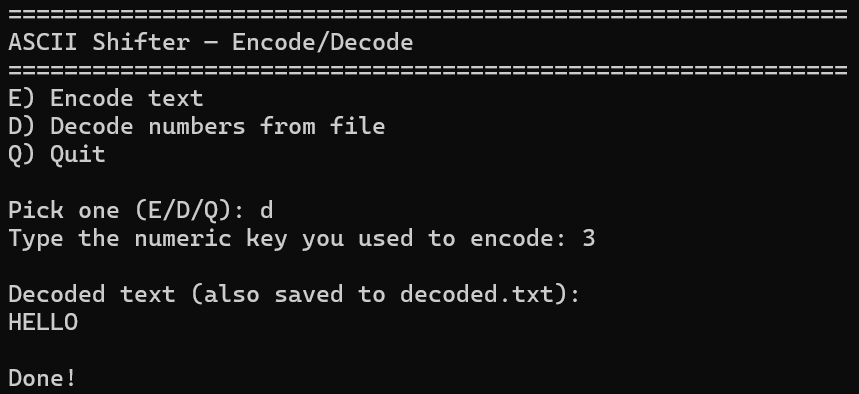 ============================================================
ASCII Shifter — Encode/Decode
============================================================
E) Encode text
D) Decode numbers from file
Q) Quit
Pick one (E/D/Q): d
Type the numeric key you used to encode: 3
Decoded text (also saved to decoded.txt):
HELLO
Done!